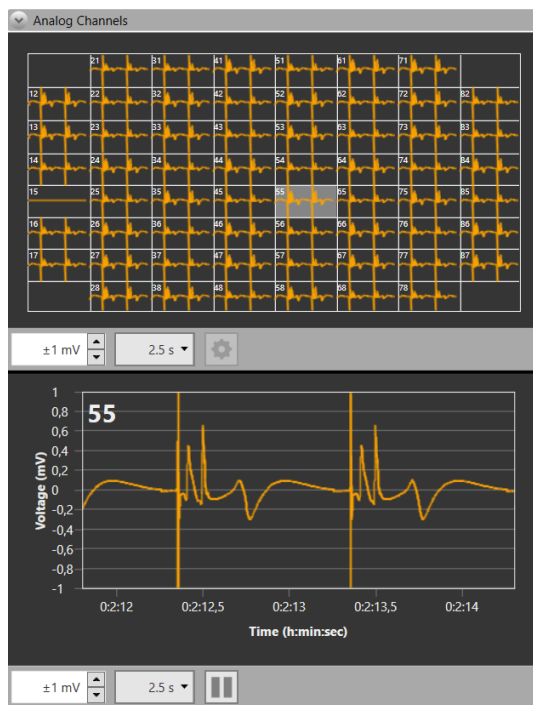 Analog Channels
21 31 41 51 61 71
12 22 32 42 52 62 72 82
13 23 33 43 53 63 73 83
14 24 34 44 54 64 74 84
15 25 35 45 55 65 75 85
16 26 36 46 56 66 76 86
17 27 37 47 57 67 77 87
28 38 48 58 68 78
±1 mV 2.5 s
55
Voltage (mV)
1
0,8
0,6
0,4
0,2
0
-0,2
-0,4
-0,6
-0,8
-1
0:2:12 0:2:12,5 0:2:13 0:2:13,5 0:2:14
Time (h:min:sec)
±1 mV 2.5 s